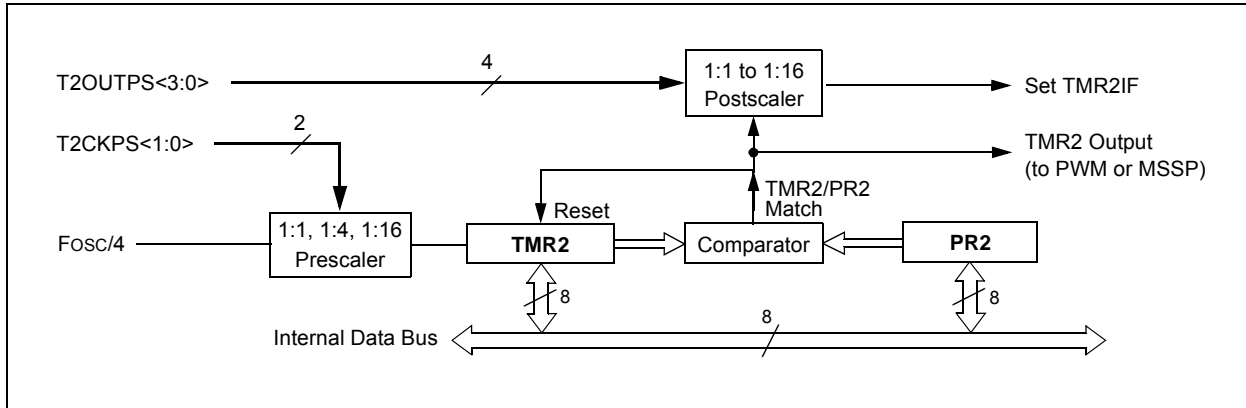 T2OUTPS<3:0>
4
1:1 to 1:16
Postscaler
Set TMR2IF
T2CKPS<1:0>
2
TMR2 Output
(to PWM or MSSP)
Reset
TMR2/PR2
Match
FOSC/4
1:1, 1:4, 1:16
Prescaler
TMR2
Comparator
PR2
8
8
Internal Data Bus
8